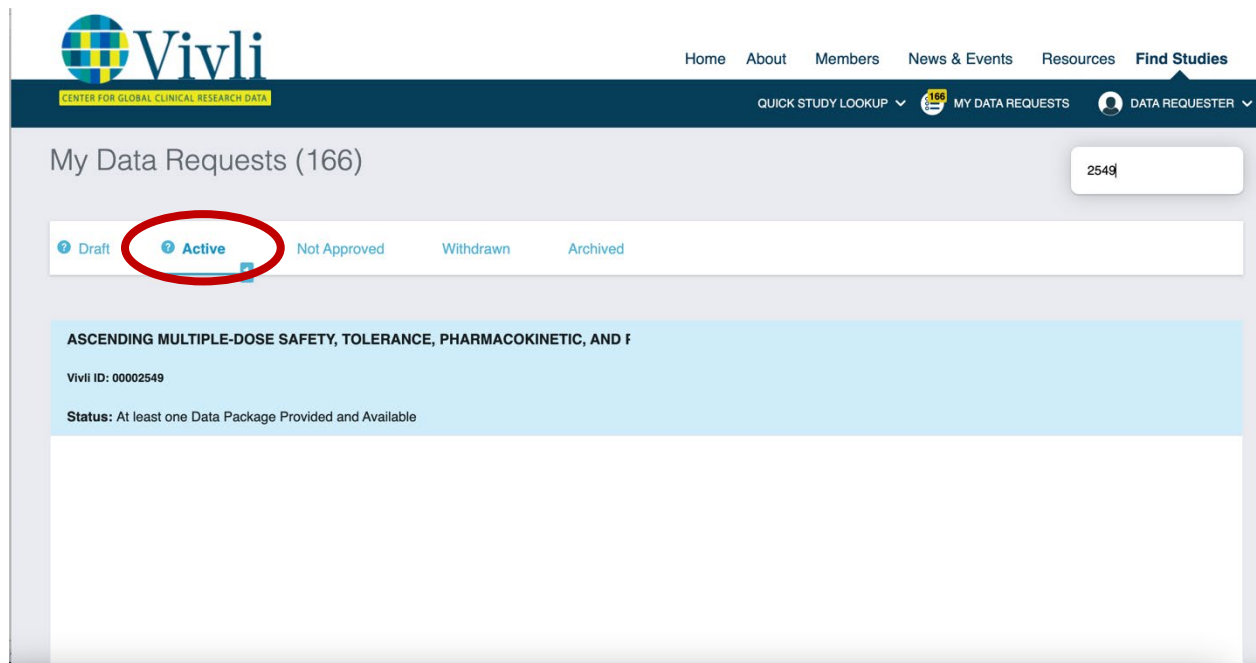 Vivli
CENTER FOR GLOBAL CLINICAL RESEARCH DATA
Home About Members News & Events Resources Find Studies
QUICK STUDY LOOKUP 166 MY DATA REQUESTS DATA REQUESTER
My Data Requests (166)
2549
? Draft ? Active Not Approved Withdrawn Archived
ASCENDING MULTIPLE-DOSE SAFETY, TOLERANCE, PHARMACOKINETIC, AND
Vivli ID: 00002549
Status: At least one Data Package Provided and Available